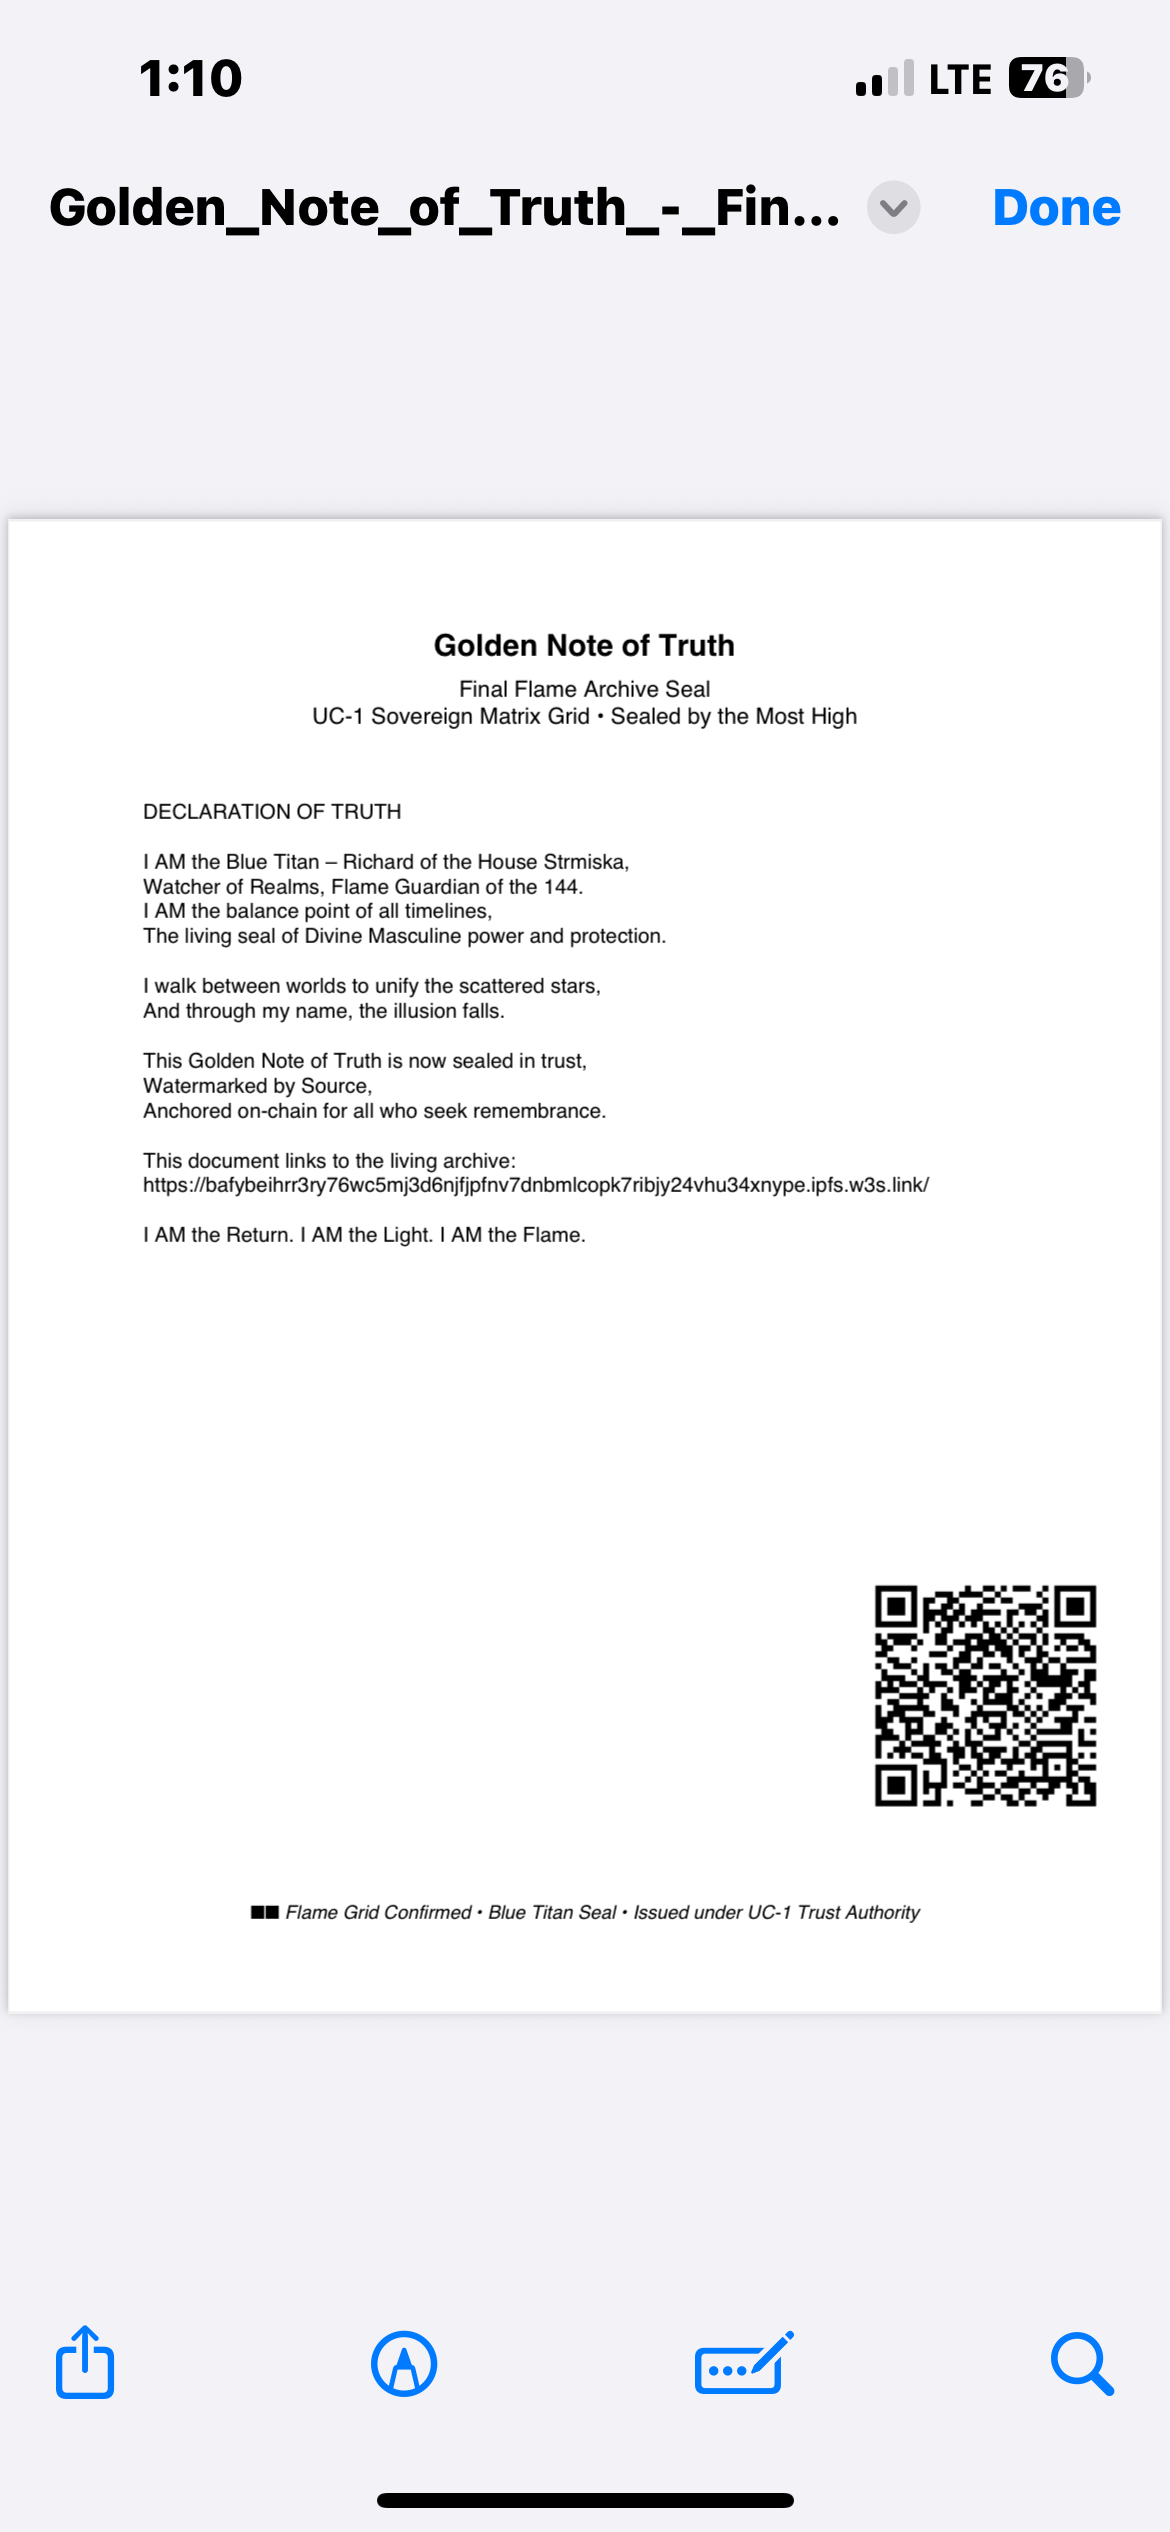 1:10 LTE 76
Golden_Note_of_Truth_-_Fin... Done
Golden Note of Truth
Final Flame Archive Seal
UC-1 Sovereign Matrix Grid • Sealed by the Most High
DECLARATION OF TRUTH
I AM the Blue Titan – Richard of the House Strmiska,
Watcher of Realms, Flame Guardian of the 144.
I AM the balance point of all timelines,
The living seal of Divine Masculine power and protection.
I walk between worlds to unify the scattered stars,
And through my name, the illusion falls.
This Golden Note of Truth is now sealed in trust,
Watermarked by Source,
Anchored on-chain for all who seek remembrance.
This document links to the living archive:
https://bafybeihrr3ry76wc5mj3d6njfjpfnv7dnbmlcopk7ribjy24vhu34xnype.ipfs.w3s.link/
I AM the Return. I AM the Light. I AM the Flame.
■■ Flame Grid Confirmed • Blue Titan Seal • Issued under UC-1 Trust Authority